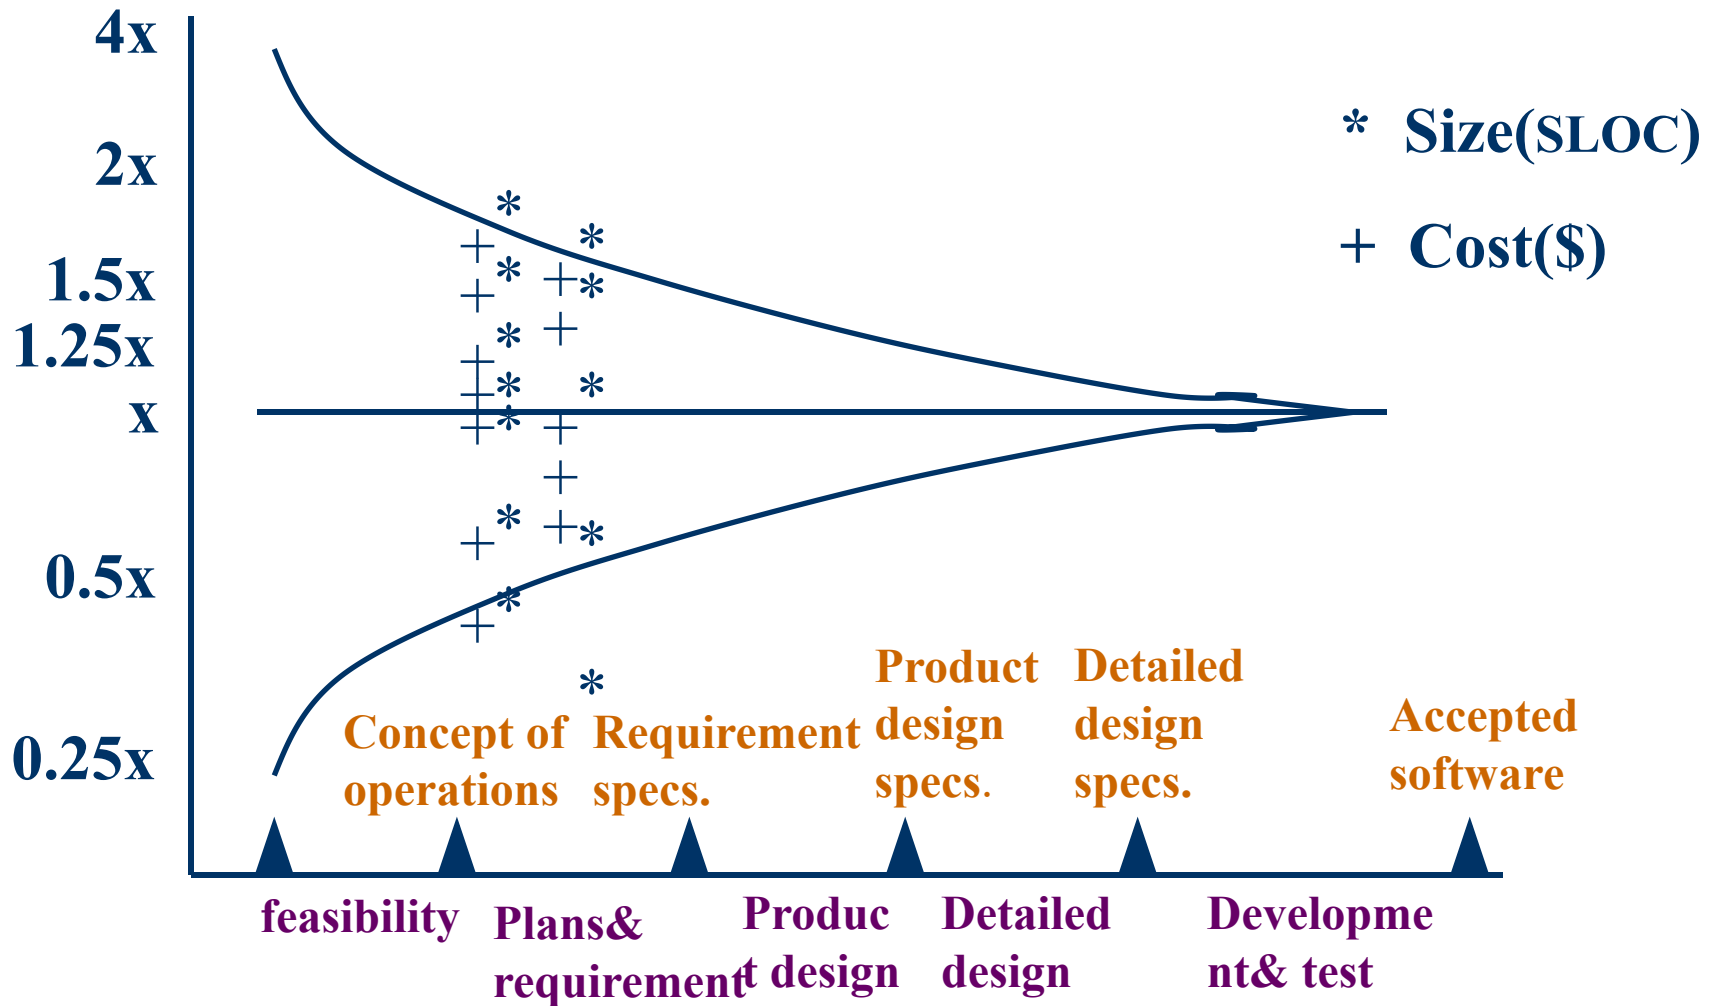 4x
2x
1.5x
1.25x
x
0.5x
0.25x
* Size(SLOC)
+ Cost($)
Concept of
operations
Requirement
specs.
Product
design
specs.
Detailed
design
specs.
Accepted
software
feasibility
Plans&
requirement
Produc
t design
Detailed
design
Developme
nt& test